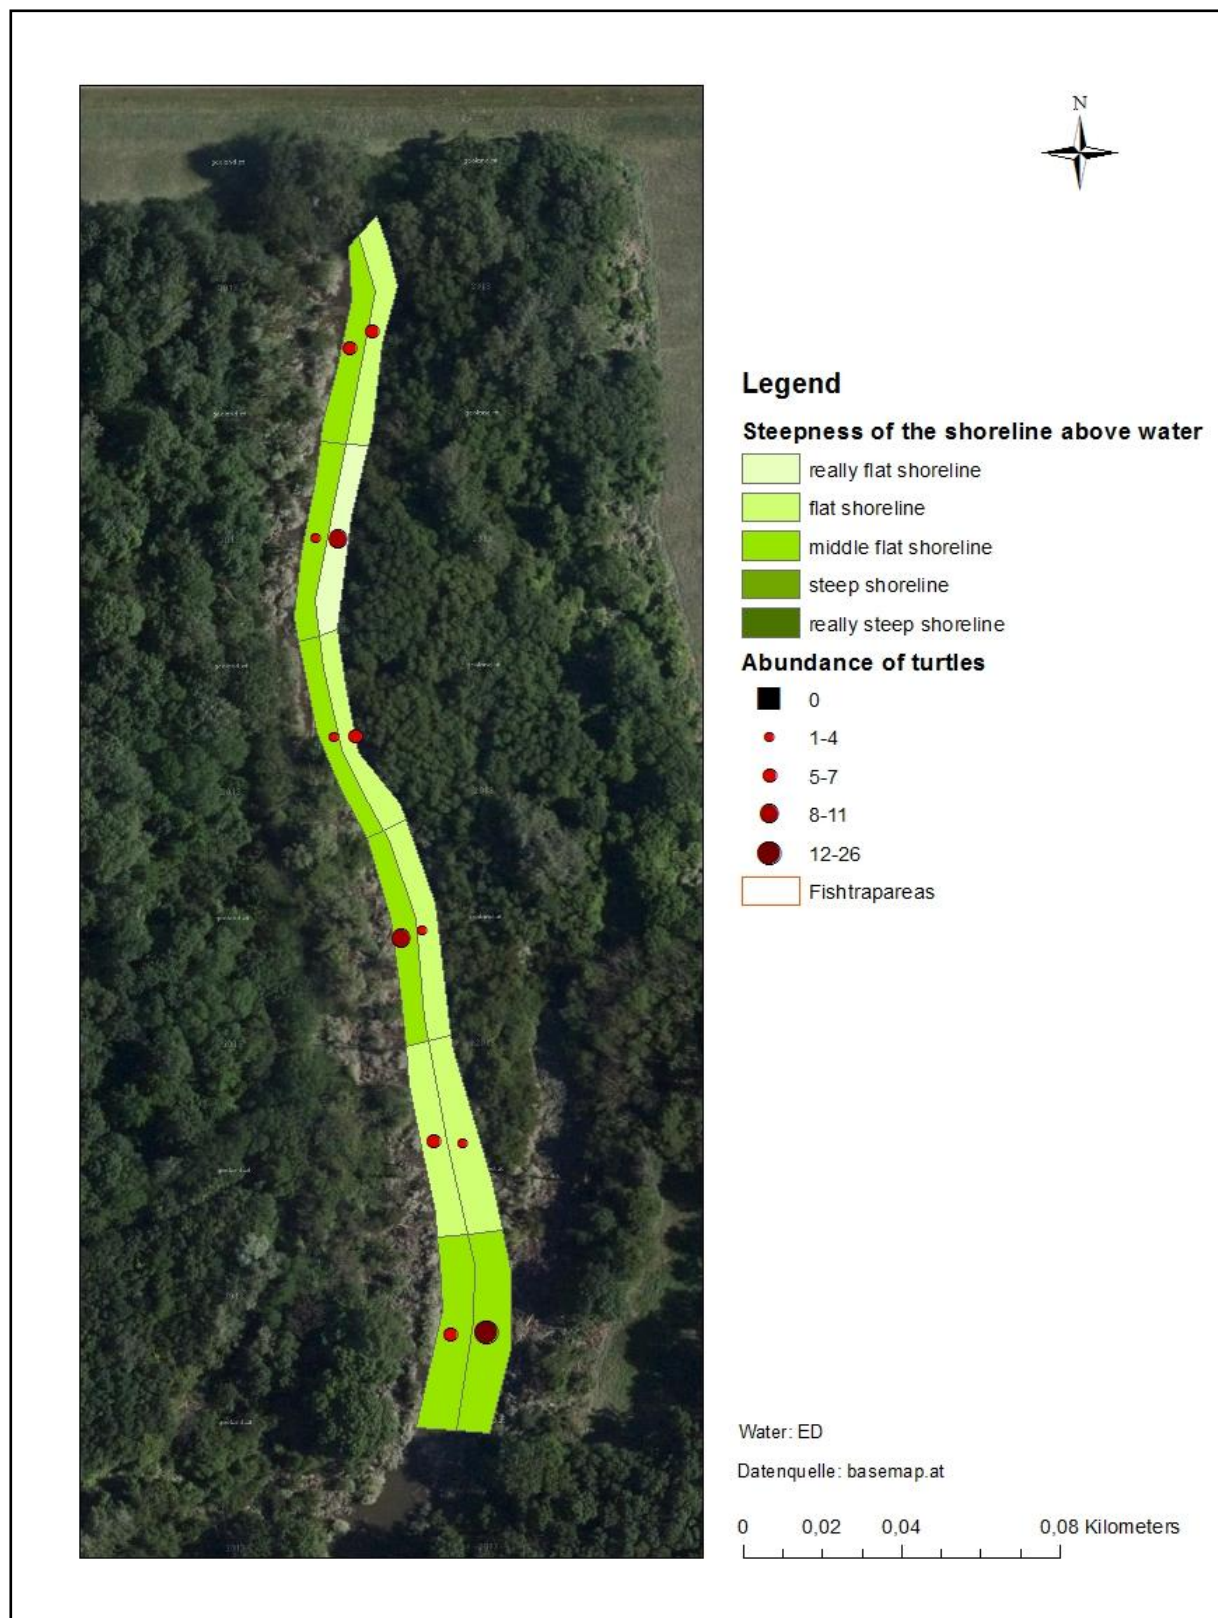 N
Legend
Steepness of the shoreline above water
really flat shoreline
flat shoreline
middle flat shoreline
steep shoreline
really steep shoreline
Abundance of turtles
0
1-4
5-7
8-11
12-26
Fishtrapareas
Water: ED
Datenquelle: basemap.at
0 0,02 0,04 0,08 Kilometers